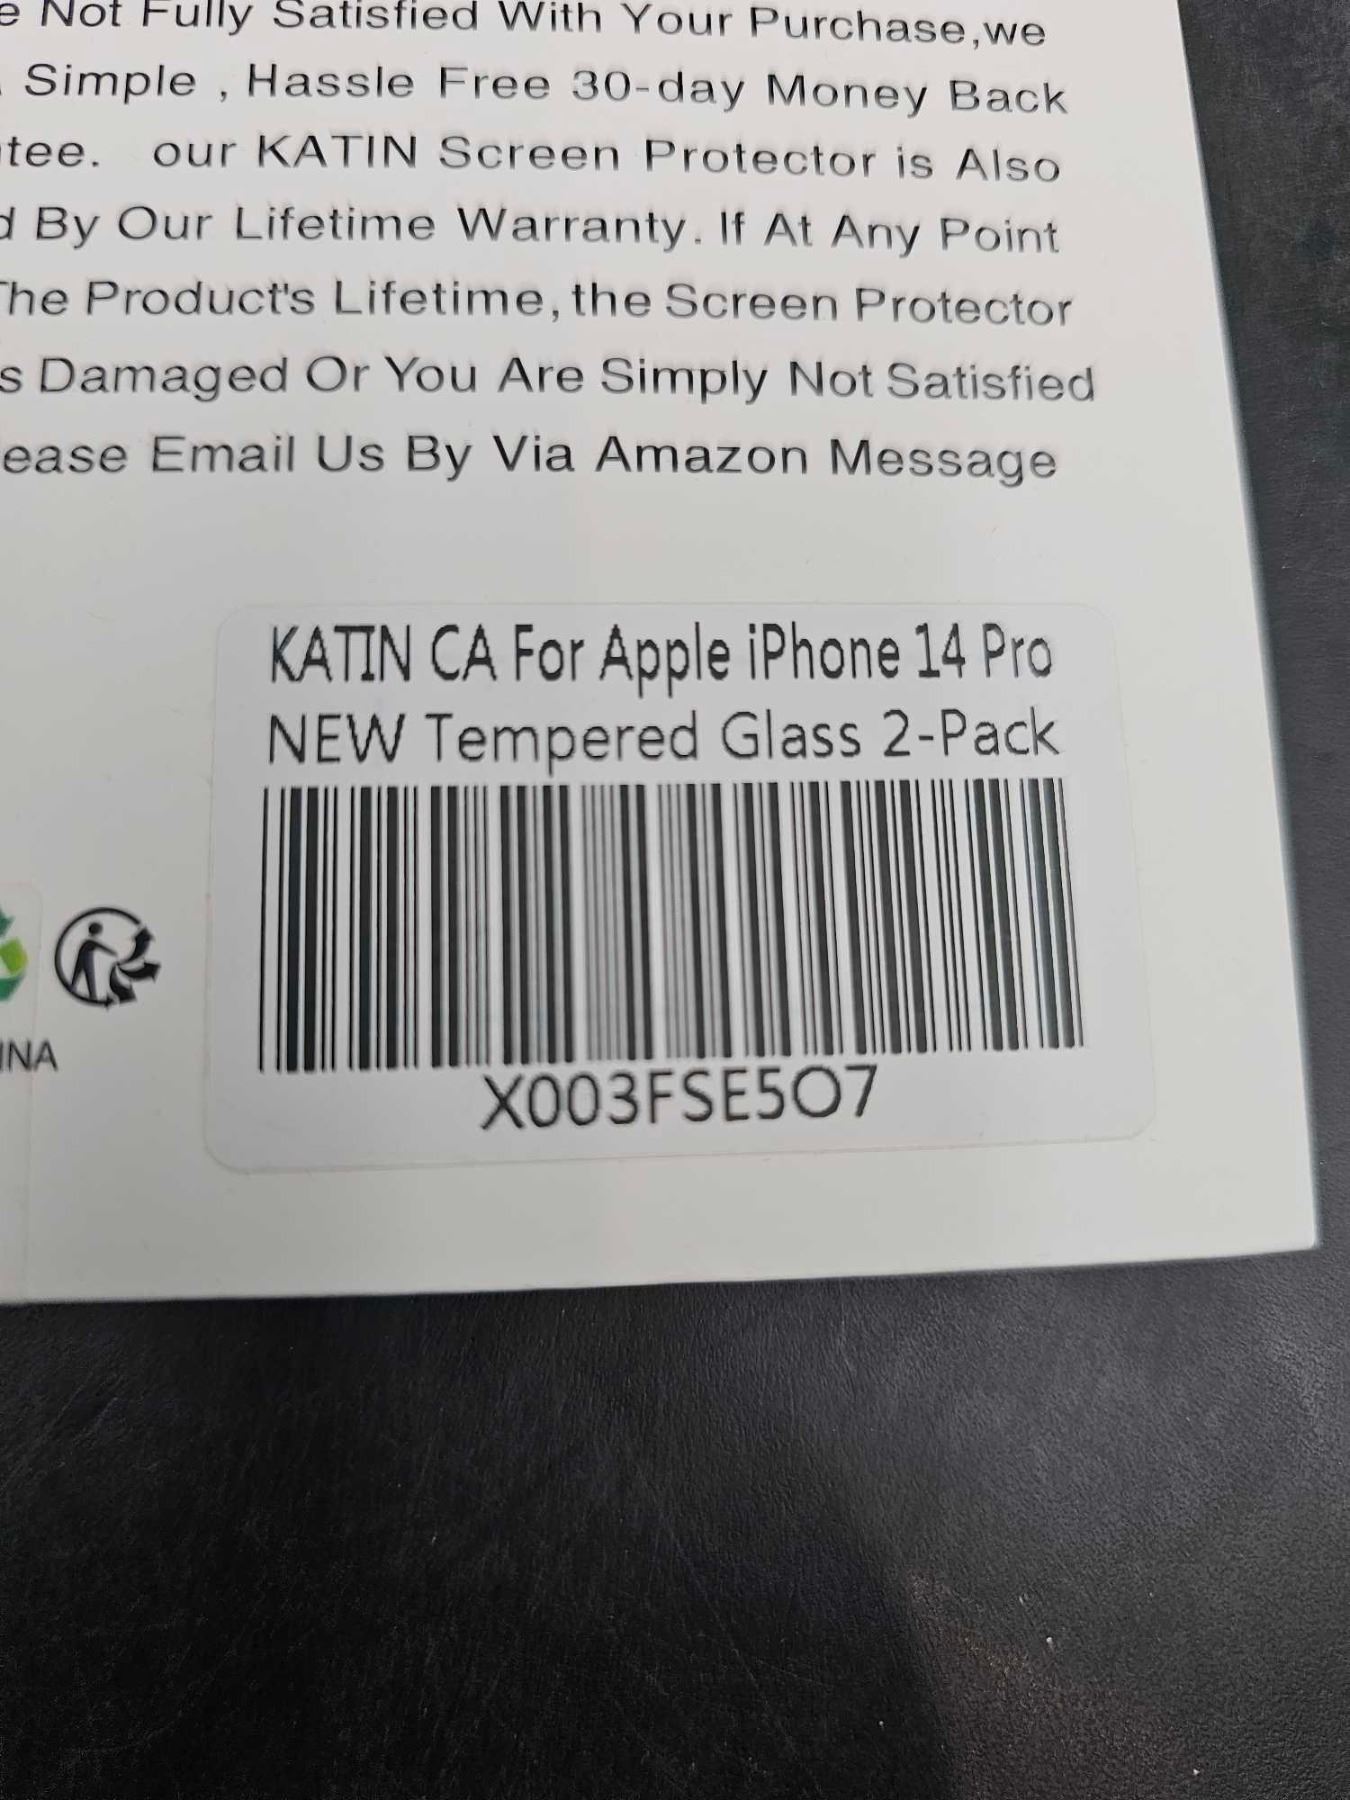 Not Fully Satisfied With Your Purchase,we
Simple , Hassle Free 30-day Money Back
tee. our KATIN Screen Protector is Also
d By Our Lifetime Warranty. If At Any Point
The Product's Lifetime, the Screen Protector
s Damaged Or You Are Simply Not Satisfied
ease Email Us By Via Amazon Message
KATIN CA For Apple iPhone 14 Pro
NEW Tempered Glass 2-Pack
INA
X003FSE5O7